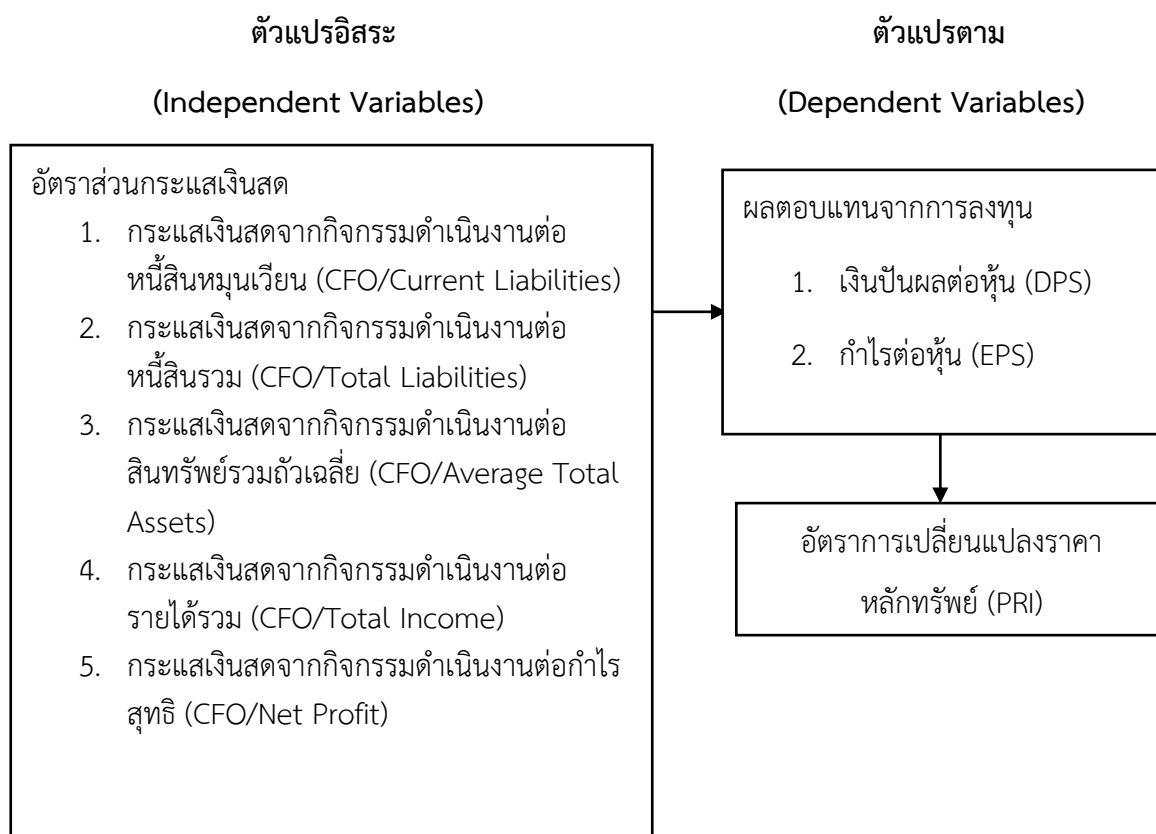 ตัวแปรอิสระ
(Independent Variables)
อัตราส่วนกระแสเงินสด
1. กระแสเงินสดจากกิจกรรมดำเนินงานต่อ
หนี้สินหมุนเวียน (CFO/Current Liabilities)
2. กระแสเงินสดจากกิจกรรมดำเนินงานต่อ
หนี้สินรวม (CFO/Total Liabilities)
3. กระแสเงินสดจากกิจกรรมดำเนินงานต่อ
สินทรัพย์รวมถัวเฉลี่ย (CFO/Average Total
Assets)
4. กระแสเงินสดจากกิจกรรมดำเนินงานต่อ
รายได้รวม (CFO/Total Income)
5. กระแสเงินสดจากกิจกรรมดำเนินงานต่อกำไร
สุทธิ (CFO/Net Profit)
ตัวแปรตาม
(Dependent Variables)
ผลตอบแทนจากการลงทุน
1. เงินปันผลต่อหุ้น (DPS)
2. กำไรต่อหุ้น (EPS)
อัตราการเปลี่ยนแปลงราคา
หลักทรัพย์ (PRI)